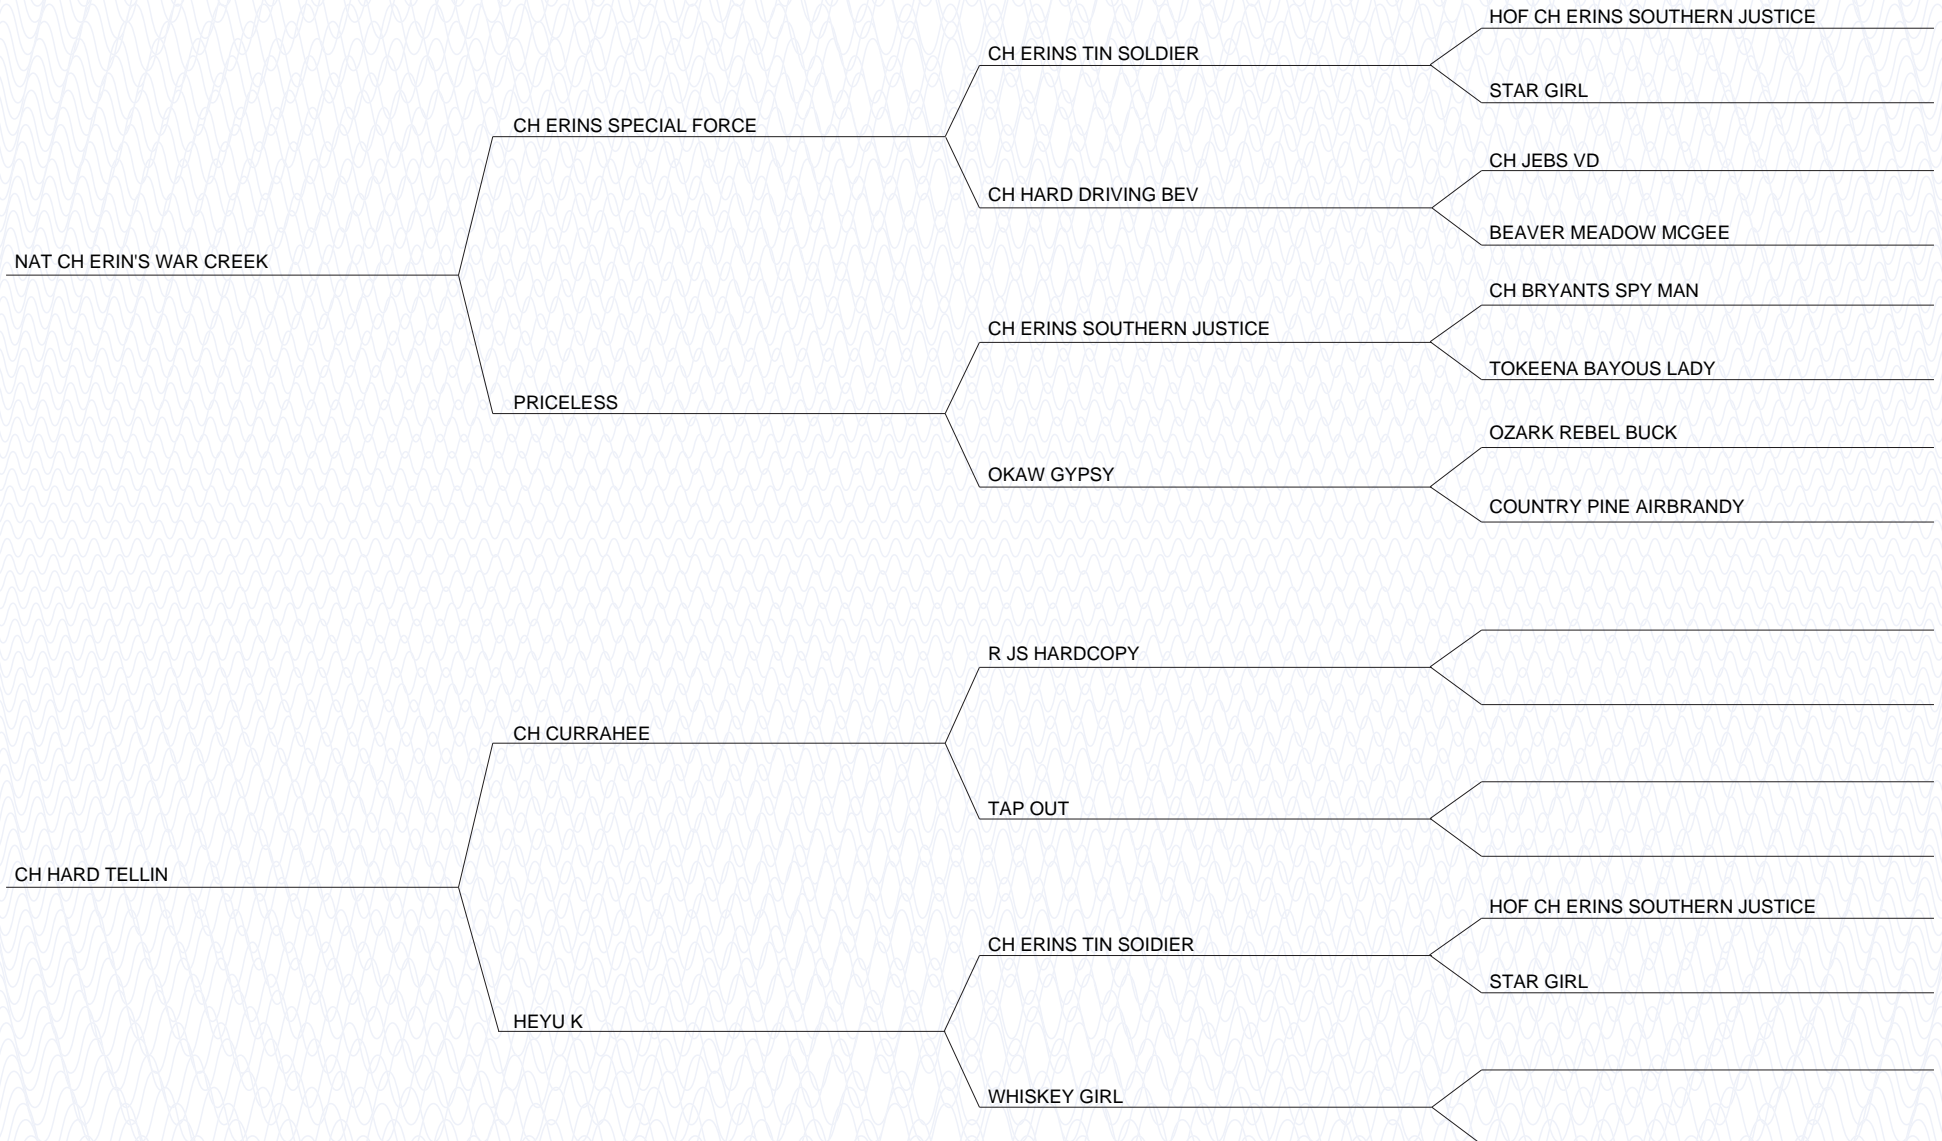 HOF CH ERINS SOUTHERN JUSTICE
CH ERINS TIN SOLDIER
STAR GIRL
CH ERINS SPECIAL FORCE
CH JEBS VD
CH HARD DRIVING BEV
BEAVER MEADOW MCGEE
NAT CH ERIN'S WAR CREEK
CH BRYANTS SPY MAN
CH ERINS SOUTHERN JUSTICE
TOKEENA BAYOUS LADY
PRICELESS
OZARK REBEL BUCK
OKAW GYPSY
COUNTRY PINE AIRBRANDY
R JS HARDCOPY
CH CURRAHEE
TAP OUT
CH HARD TELLIN
HOF CH ERINS SOUTHERN JUSTICE
CH ERINS TIN SOIDIER
STAR GIRL
HEYU K
WHISKEY GIRL